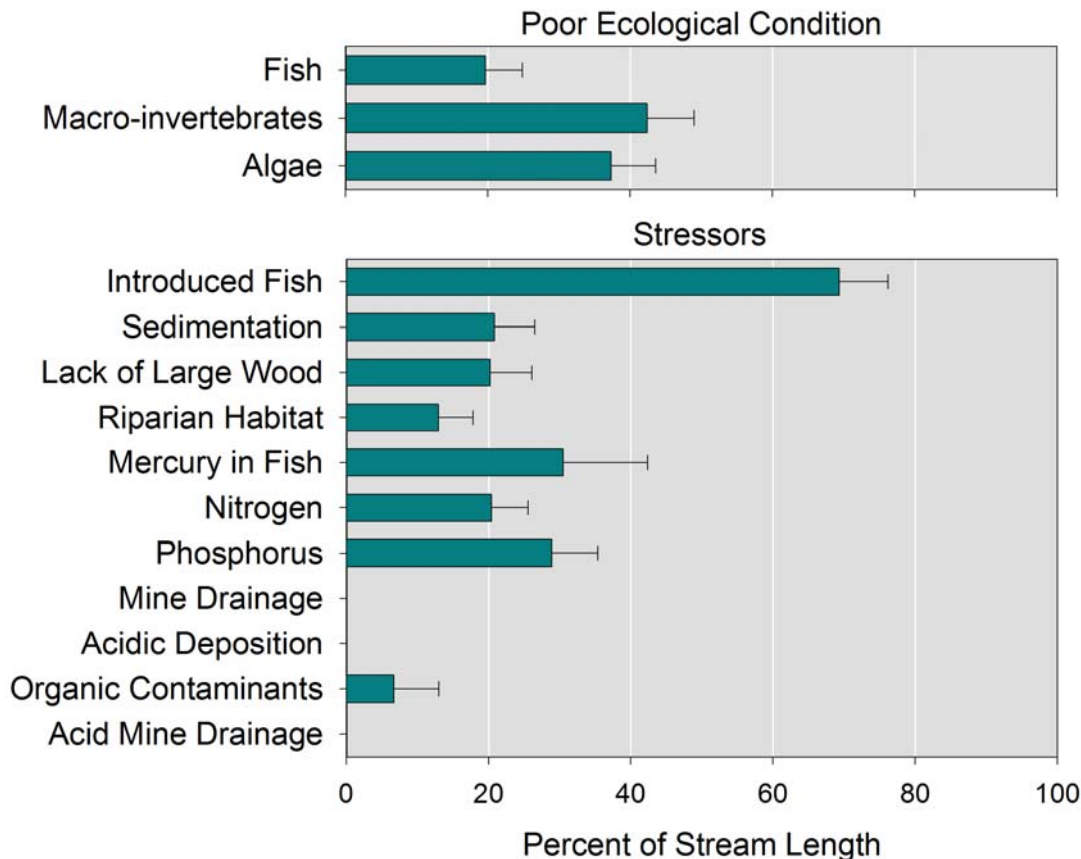 Poor Ecological Condition
Fish
Macro-invertebrates
Algae
Stressors
Introduced Fish
Sedimentation
Lack of Large Wood
Riparian Habitat
Mercury in Fish
Nitrogen
Phosphorus
Mine Drainage
Acidic Deposition
Organic Contaminants
Acid Mine Drainage
0 20 40 60 80 100
Percent of Stream Length